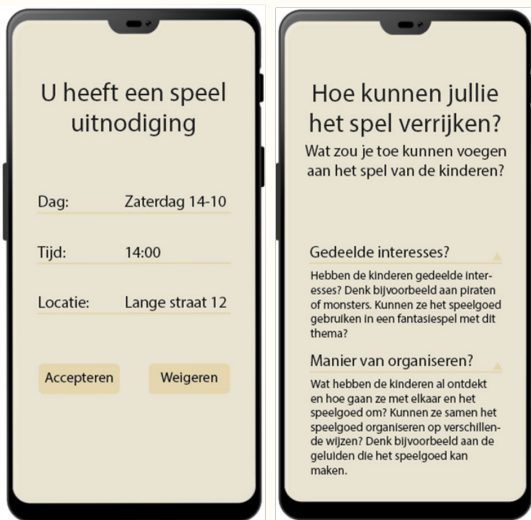 U heeft een speel
uitnodiging
Dag: Zaterdag 14-10
Tijd: 14:00
Locatie: Lange straat 12
Accepteren Weigeren
Hoe kunnen jullie
het spel verrijken?
Wat zou je toe kunnen voegen
aan het spel van de kinderen?
Gedeelde interesses?
Hebben de kinderen gedeelde inter-
esses? Denk bijvoorbeeld aan piraten
of monsters. Kunnen ze het speelgoed
gebruiken in een fantasiespel met dit
thema?
Manier van organiseren?
Wat hebben de kinderen al ontdekt
en hoe gaan ze met elkaar en het
speelgoed om? Kunnen ze samen het
speelgoed organiseren op verschillen-
de wijzen? Denk bijvoorbeeld aan de
geluiden die het speelgoed kan
maken.